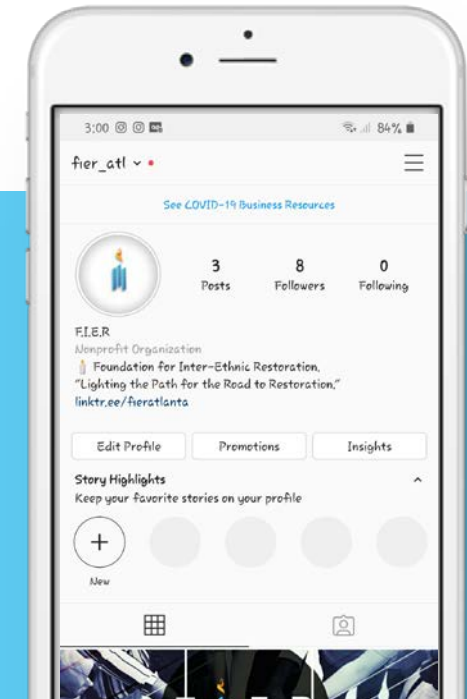 3:00
84%
fier_atl
See COVID-19 Business Resources
3 8 0
Posts Followers Following
F.I.E.R
Nonprofit Organization
Foundation for Inter-Ethnic Restoration,
"Lighting the Path for the Road to Restoration,"
linktr.ee/fieratlanta
Edit Profile Promotions Insights
Story Highlights
Keep your favorite stories on your profile
New